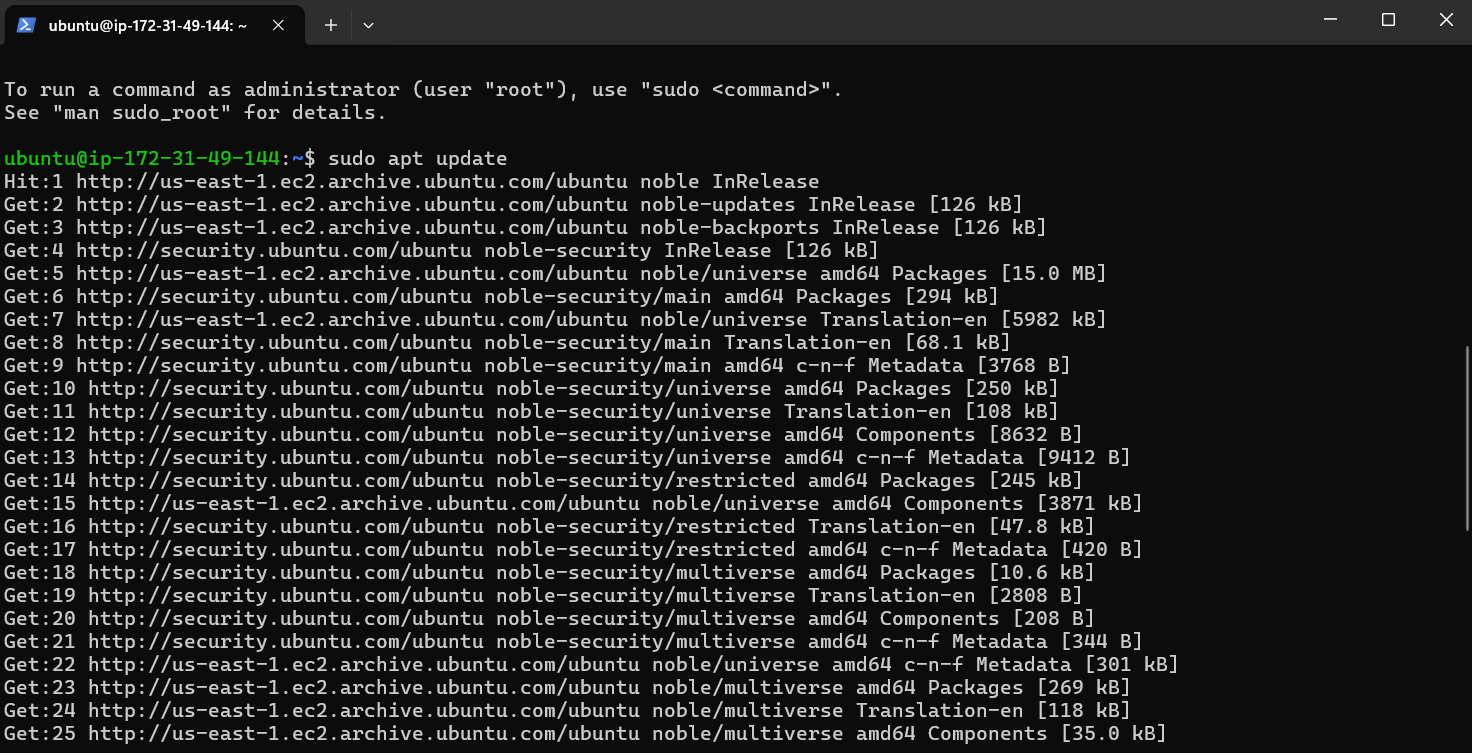 ubuntu@ip-172-31-49-144: ~
To run a command as administrator (user "root"), use "sudo <command>".
See "man sudo_root" for details.
ubuntu@ip-172-31-49-144:~$ sudo apt update
Hit:1 http://us-east-1.ec2.archive.ubuntu.com/ubuntu noble InRelease
Get:2 http://us-east-1.ec2.archive.ubuntu.com/ubuntu noble-updates InRelease [126 kB]
Get:3 http://us-east-1.ec2.archive.ubuntu.com/ubuntu noble-backports InRelease [126 kB]
Get:4 http://security.ubuntu.com/ubuntu noble-security InRelease [126 kB]
Get:5 http://us-east-1.ec2.archive.ubuntu.com/ubuntu noble/universe amd64 Packages [15.0 MB]
Get:6 http://security.ubuntu.com/ubuntu noble-security/main amd64 Packages [294 kB]
Get:7 http://us-east-1.ec2.archive.ubuntu.com/ubuntu noble/universe Translation-en [5982 kB]
Get:8 http://security.ubuntu.com/ubuntu noble-security/main Translation-en [68.1 kB]
Get:9 http://security.ubuntu.com/ubuntu noble-security/main amd64 c-n-f Metadata [3768 B]
Get:10 http://security.ubuntu.com/ubuntu noble-security/universe amd64 Packages [250 kB]
Get:11 http://security.ubuntu.com/ubuntu noble-security/universe Translation-en [108 kB]
Get:12 http://security.ubuntu.com/ubuntu noble-security/universe amd64 Components [8632 B]
Get:13 http://security.ubuntu.com/ubuntu noble-security/universe amd64 c-n-f Metadata [9412 B]
Get:14 http://security.ubuntu.com/ubuntu noble-security/restricted amd64 Packages [245 kB]
Get:15 http://us-east-1.ec2.archive.ubuntu.com/ubuntu noble/universe amd64 Components [3871 kB]
Get:16 http://security.ubuntu.com/ubuntu noble-security/restricted Translation-en [47.8 kB]
Get:17 http://security.ubuntu.com/ubuntu noble-security/restricted amd64 c-n-f Metadata [420 B]
Get:18 http://security.ubuntu.com/ubuntu noble-security/multiverse amd64 Packages [10.6 kB]
Get:19 http://security.ubuntu.com/ubuntu noble-security/multiverse Translation-en [2808 B]
Get:20 http://security.ubuntu.com/ubuntu noble-security/multiverse amd64 Components [208 B]
Get:21 http://security.ubuntu.com/ubuntu noble-security/multiverse amd64 c-n-f Metadata [344 B]
Get:22 http://us-east-1.ec2.archive.ubuntu.com/ubuntu noble/universe amd64 c-n-f Metadata [301 kB]
Get:23 http://us-east-1.ec2.archive.ubuntu.com/ubuntu noble/multiverse amd64 Packages [269 kB]
Get:24 http://us-east-1.ec2.archive.ubuntu.com/ubuntu noble/multiverse Translation-en [118 kB]
Get:25 http://us-east-1.ec2.archive.ubuntu.com/ubuntu noble/multiverse amd64 Components [35.0 kB]